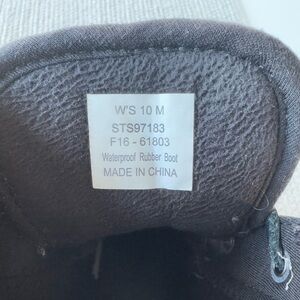 W'S 10 M
STS97183
F16 - 61803
Waterproof Rubber Boot
MADE IN CHINA